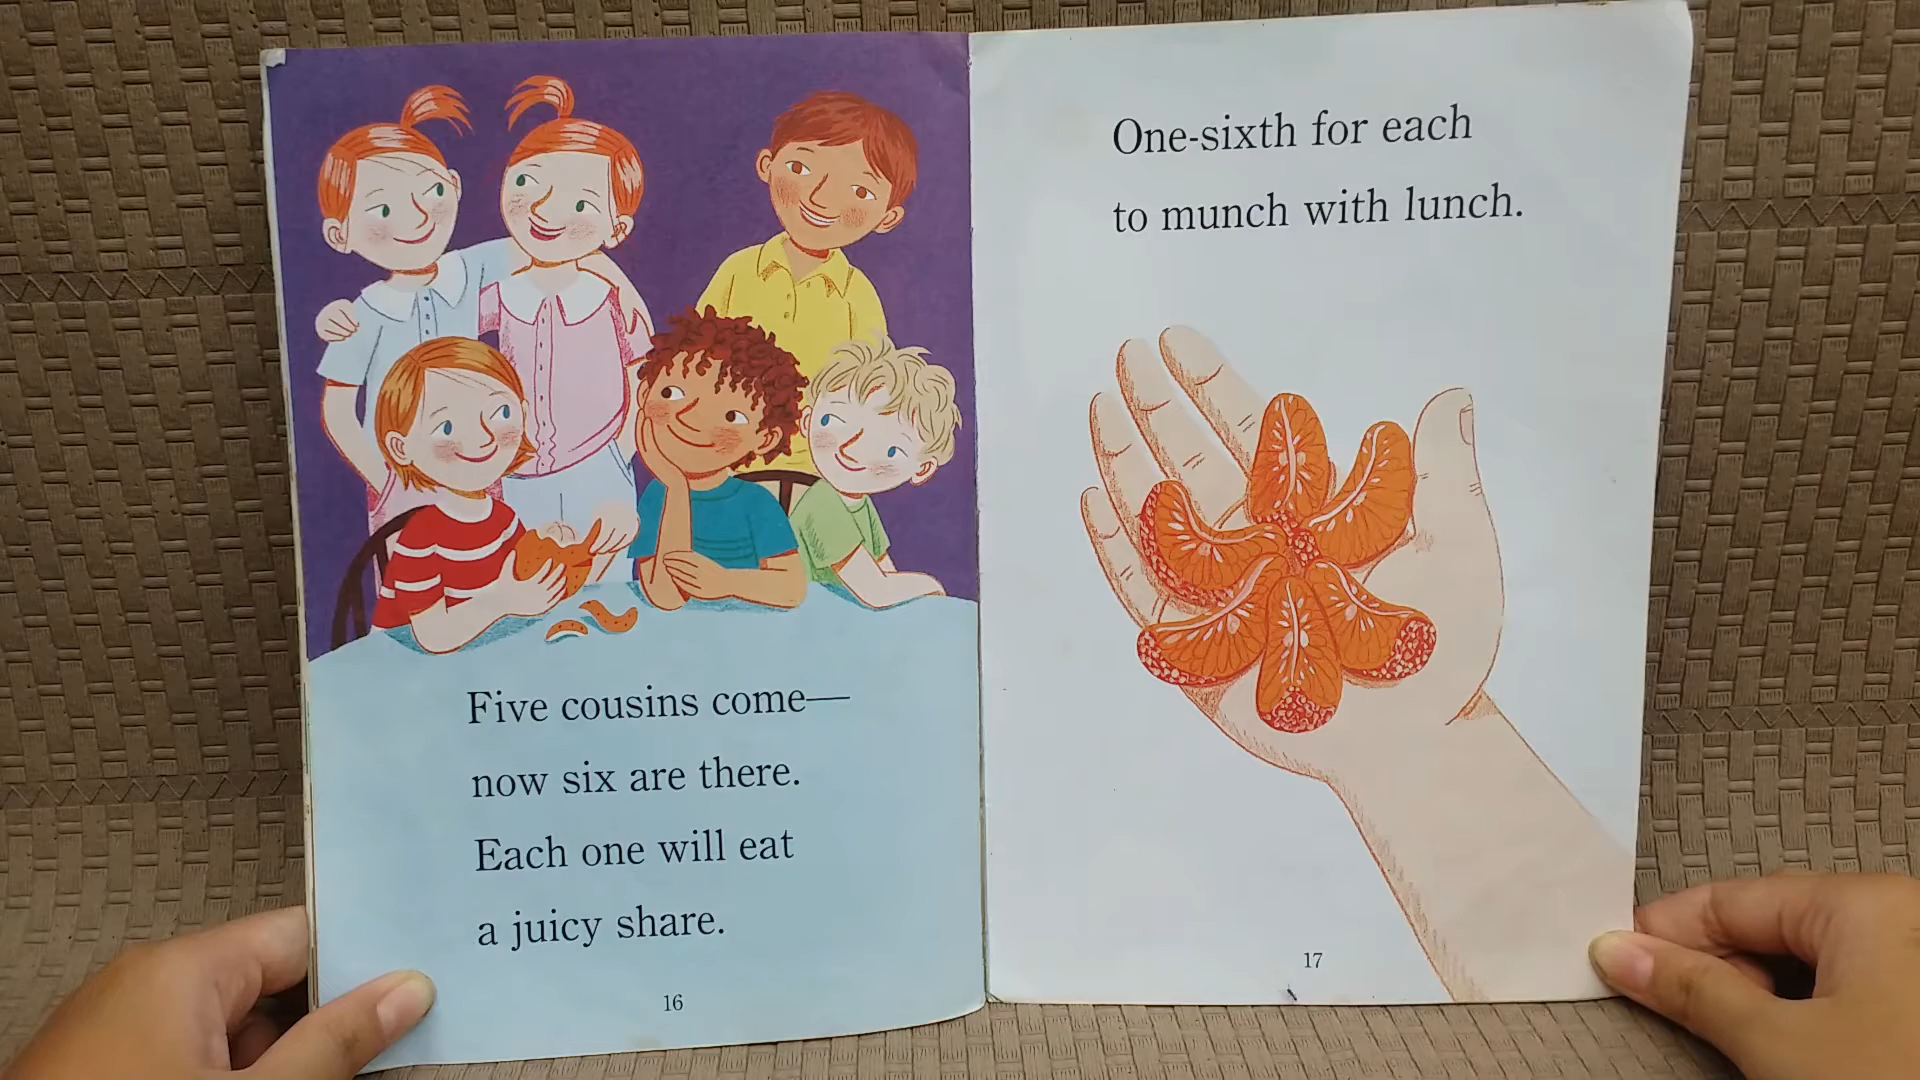 Five cousins come—
now six are there.
Each one will eat
a juicy share.
16
One-sixth for each
to munch with lunch.
17